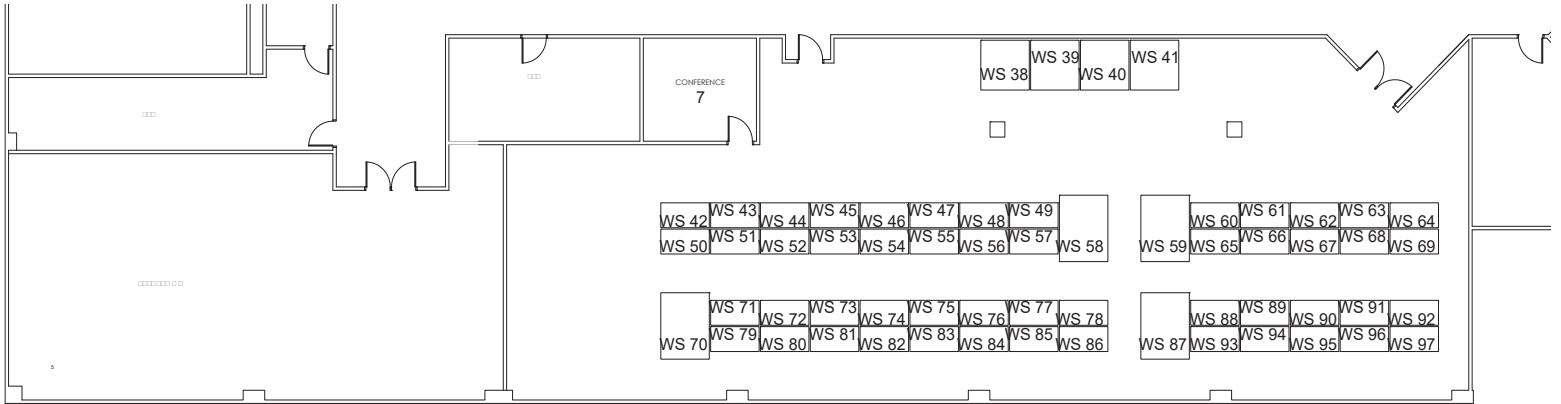 CONFERENCE
7
WS 38 WS 39 WS 40 WS 41
WS 42 WS 43 WS 44 WS 45 WS 46 WS 47 WS 48 WS 49
WS 50 WS 51 WS 52 WS 53 WS 54 WS 55 WS 56 WS 57 WS 58
WS 59 WS 60 WS 61 WS 62 WS 63 WS 64
WS 65 WS 66 WS 67 WS 68 WS 69
WS 71 WS 72 WS 73 WS 74 WS 75 WS 76 WS 77 WS 78
WS 70 WS 79 WS 80 WS 81 WS 82 WS 83 WS 84 WS 85 WS 86
WS 88 WS 89 WS 90 WS 91 WS 92
WS 87 WS 93 WS 94 WS 95 WS 96 WS 97
5